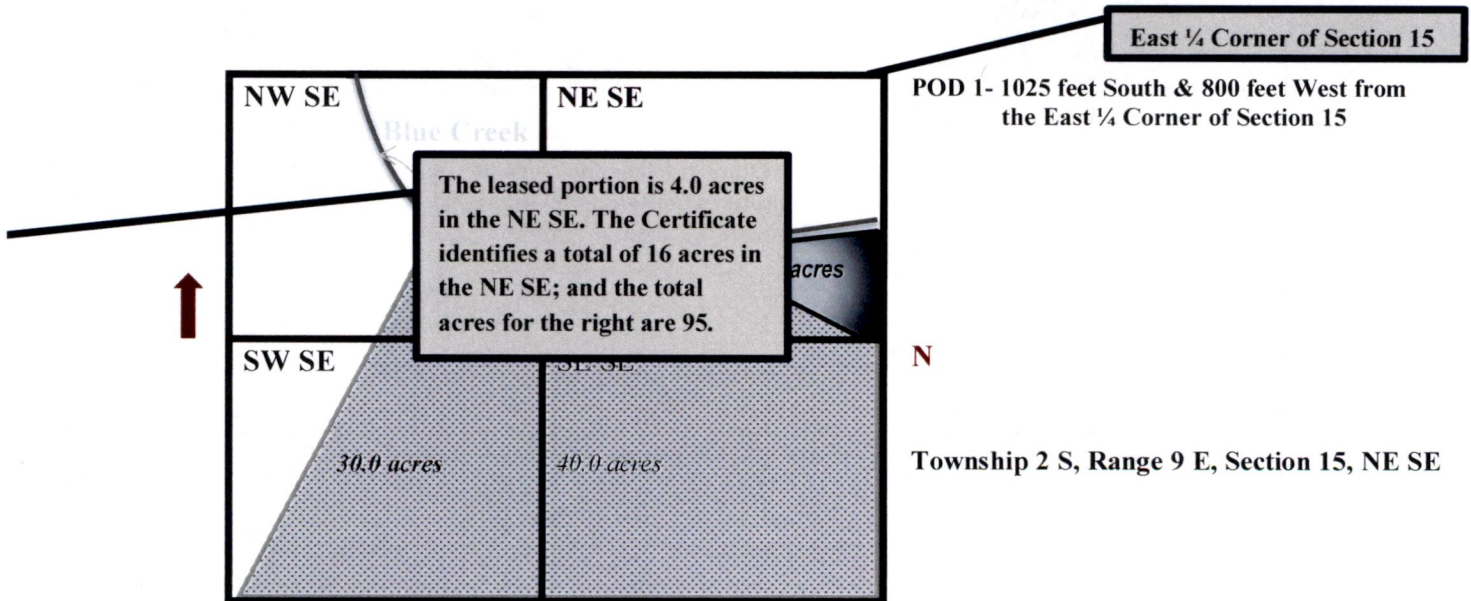 East ¼ Corner of Section 15
NW SE
NE SE
POD 1- 1025 feet South & 800 feet West from
the East ¼ Corner of Section 15
Blue Creek
The leased portion is 4.0 acres
in the NE SE. The Certificate
identifies a total of 16 acres in
the NE SE; and the total
acres for the right are 95.
acres
SW SE
SE SE
N
30.0 acres
40.0 acres
Township 2 S, Range 9 E, Section 15, NE SE